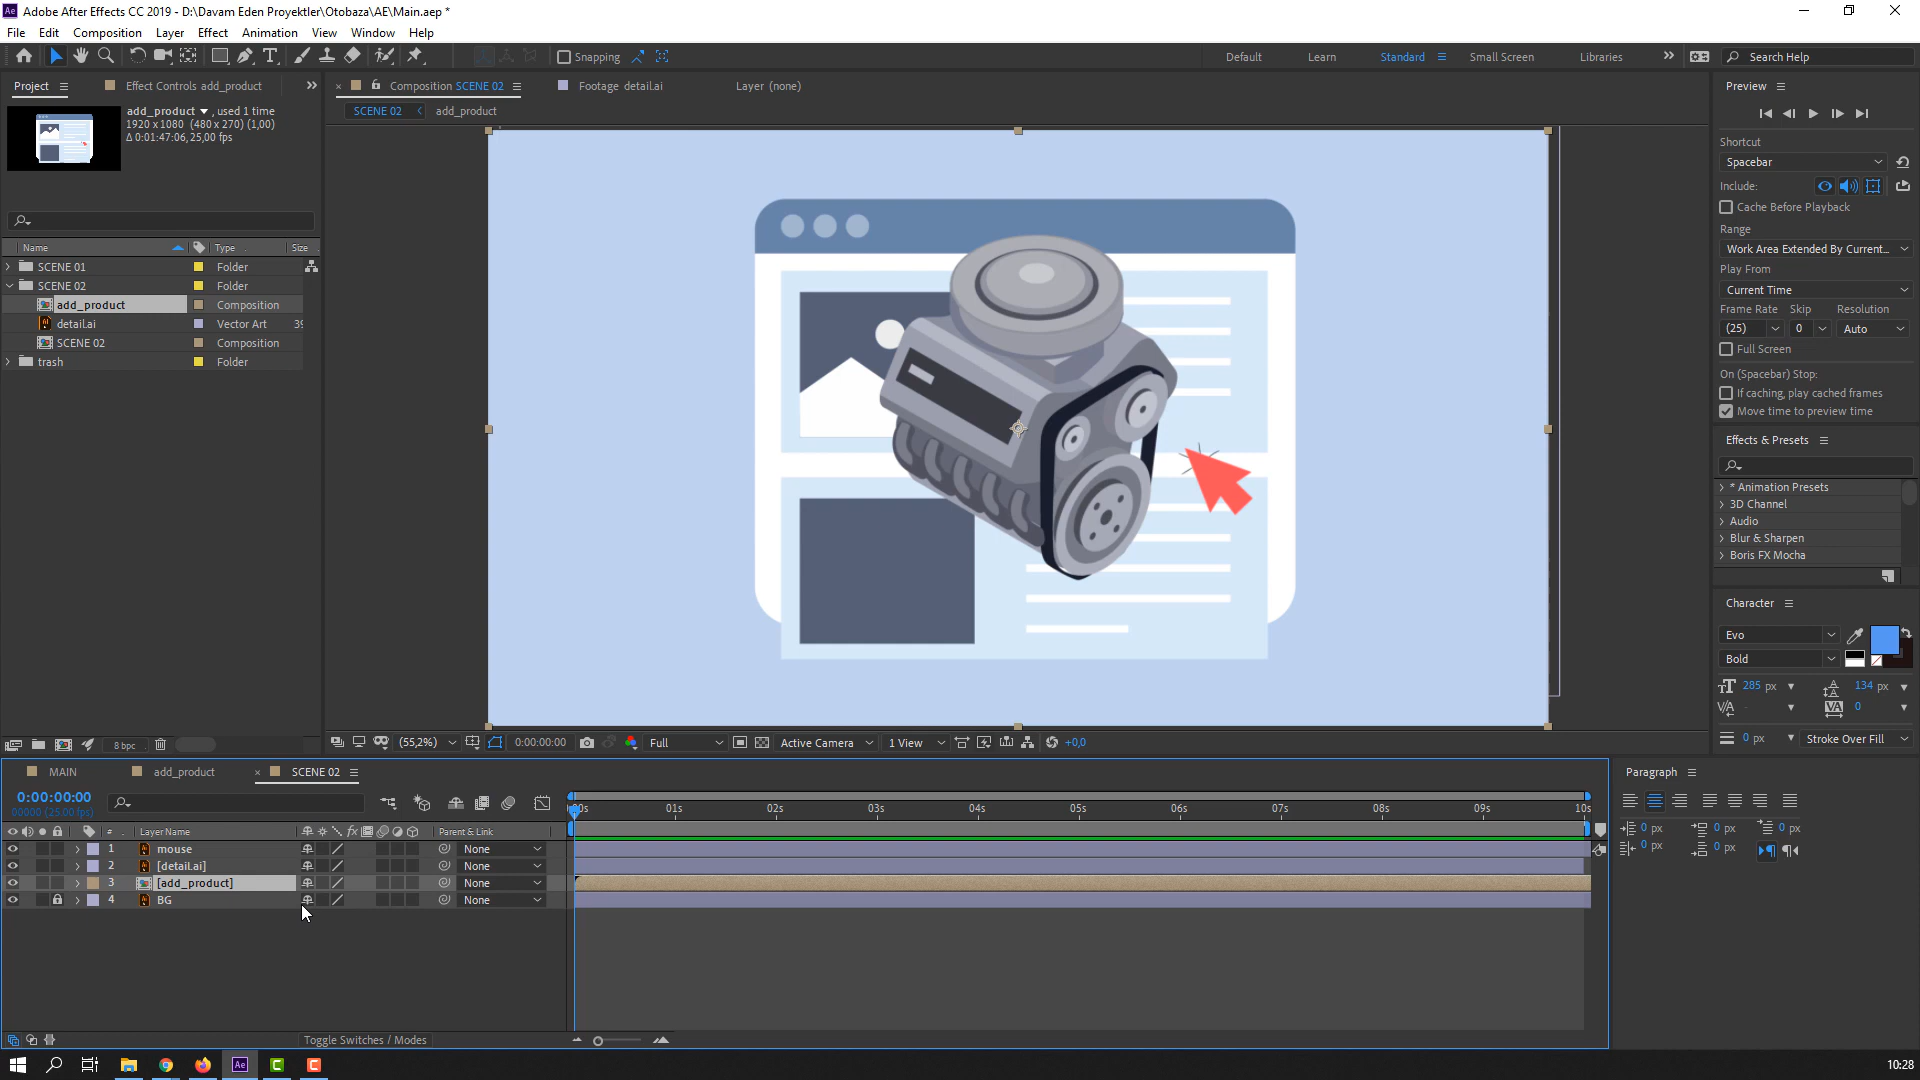 Adobe After Effects CC 2019 - D:\Davam Eden Proyektler\Otobaza\AE\Main.aep *
File Edit Composition Layer Effect Animation View Window Help
Snapping Default Learn Standard Small Screen Libraries Search Help
Project Effect Controls add_product Composition SCENE 02 Footage detail.ai Layer (none) Preview
add_product , used 1 time SCENE 02 add_product
1920 x 1080 (480 x 270) (1,00)
Δ 0:01:47:06, 25,00 fps
Shortcut
Spacebar
Include:
Cache Before Playback
Range
Name Type Size Work Area Extended By Current...
SCENE 01 Folder Play From
SCENE 02 Folder Current Time
add_product Composition Frame Rate Skip Resolution
detail.ai Vector Art 39 (25) 0 Auto
SCENE 02 Composition Full Screen
trash Folder
On (Spacebar) Stop:
If caching, play cached frames
Move time to preview time
Effects & Presets
* Animation Presets
3D Channel
Audio
Blur & Sharpen
Boris FX Mocha
Character
Evo
Bold
285 px 134 px
0
8 bpc (55,2%) 0:00:00:00 Full Active Camera 1 View +0,0 0 px Stroke Over Fill
MAIN add_product SCENE 02 Paragraph
0:00:00:00
00000 (25.00 fps) :00s 01s 02s 03s 04s 05s 06s 07s 08s 09s 10s
# Layer Name fx Parent & Link 0 px 0 px 0 px
1 mouse None 0 px 0 px
2 [detail.ai] None
3 [add_product] None
4 BG None
Toggle Switches / Modes
Ae 10:28